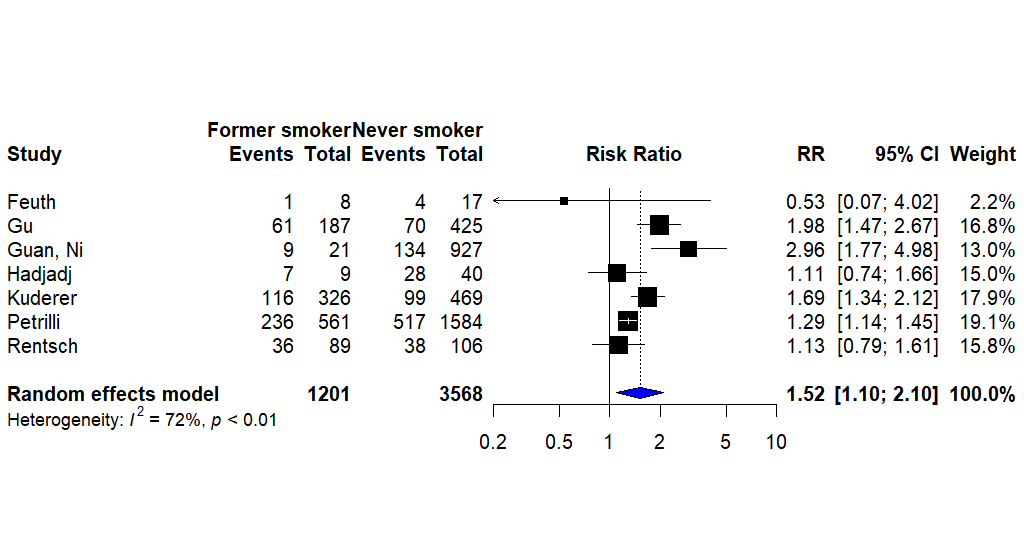 Former smoker Never smoker
Study Events Total Events Total Risk Ratio RR 95% CI Weight
Feuth 1 8 4 17 0.53 [0.07; 4.02] 2.2%
Gu 61 187 70 425 1.98 [1.47; 2.67] 16.8%
Guan, Ni 9 21 134 927 2.96 [1.77; 4.98] 13.0%
Hadjadj 7 9 28 40 1.11 [0.74; 1.66] 15.0%
Kuderer 116 326 99 469 1.69 [1.34; 2.12] 17.9%
Petrilli 236 561 517 1584 1.29 [1.14; 1.45] 19.1%
Rentsch 36 89 38 106 1.13 [0.79; 1.61] 15.8%
Random effects model 1201 3568 1.52 [1.10; 2.10] 100.0%
Heterogeneity: I² = 72%, p < 0.01
0.2 0.5 1 2 5 10